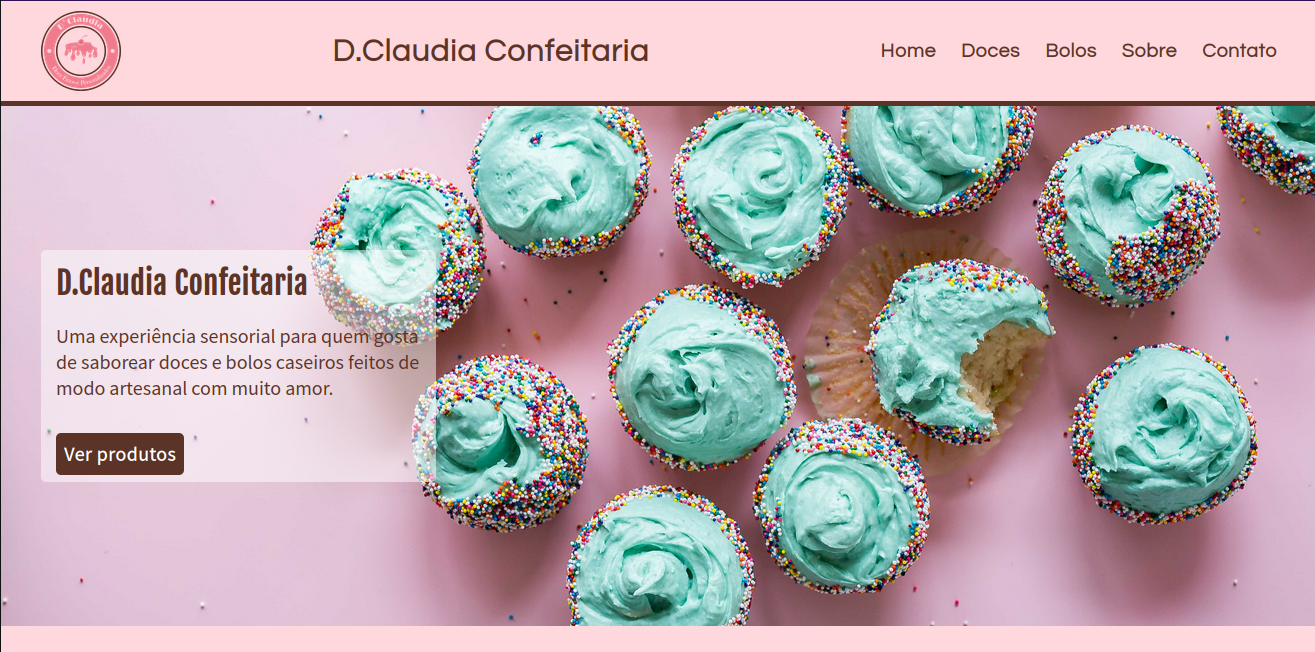 D' Claudia
D.Claudia Confeitaria
Home Doces Bolos Sobre Contato
D.Claudia Confeitaria
Uma experiência sensorial para quem gosta
de saborear doces e bolos caseiros feitos de
modo artesanal com muito amor.
Ver produtos